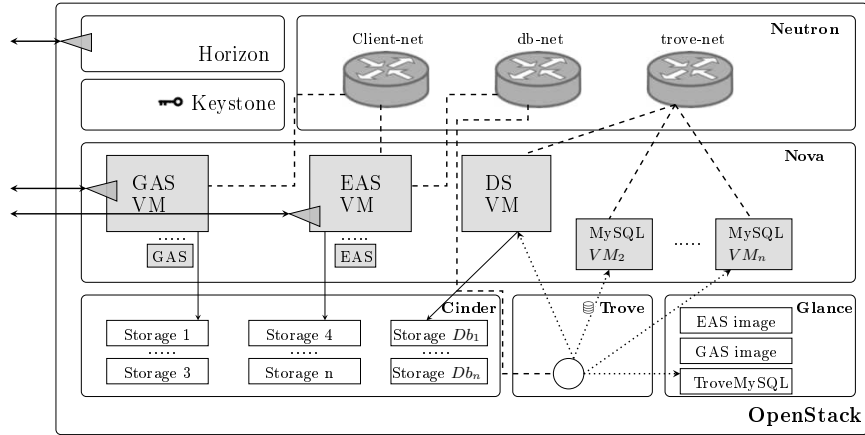 Neutron
Client-net
db-net
trove-net
Horizon
Keystone
Nova
GAS
VM
EAS
VM
DS
VM
MySQL
VM2
.....
MySQL
VMn
.....
GAS
.....
EAS
Cinder
Trove
Glance
Storage 1
Storage 4
Storage Db1
EAS image
.....
.....
.....
GAS image
Storage 3
Storage n
Storage Dbn
TroveMySQL
OpenStack